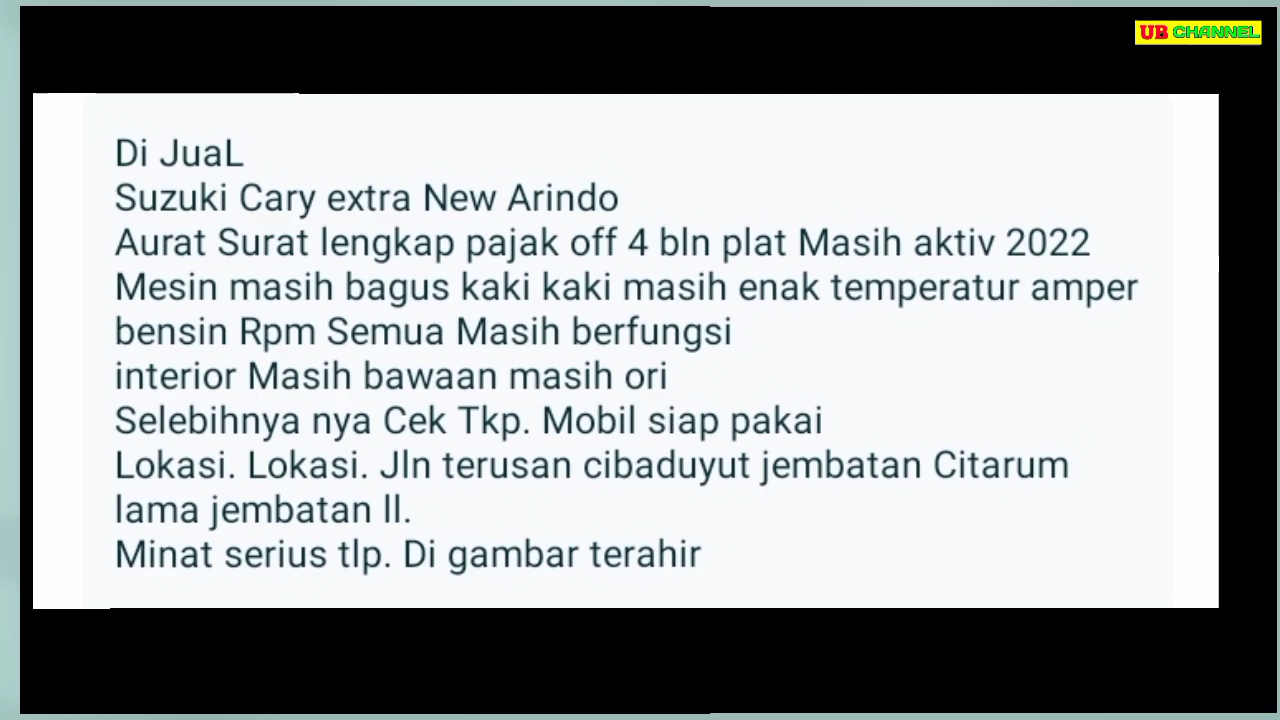 UB CHANNEL
Di JuaL
Suzuki Cary extra New Arindo
Aurat Surat lengkap pajak off 4 bln plat Masih aktiv 2022
Mesin masih bagus kaki kaki masih enak temperatur amper
bensin Rpm Semua Masih berfungsi
interior Masih bawaan masih ori
Selebihnya nya Cek Tkp. Mobil siap pakai
Lokasi. Lokasi. Jln terusan cibaduyut jembatan Citarum
lama jembatan ll.
Minat serius tlp. Di gambar terahir